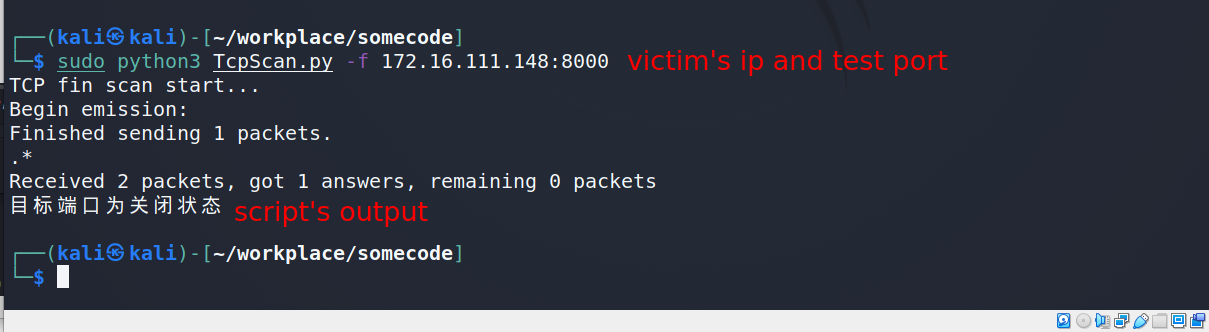 ┌──(kali㉿kali)-[~/workplace/somecode]
└─$ sudo python3 TcpScan.py -f 172.16.111.148:8000 victim's ip and test port
TCP fin scan start...
Begin emission:
Finished sending 1 packets.
.*
Received 2 packets, got 1 answers, remaining 0 packets
目标端口为关闭状态 script's output
┌──(kali㉿kali)-[~/workplace/somecode]
└─$